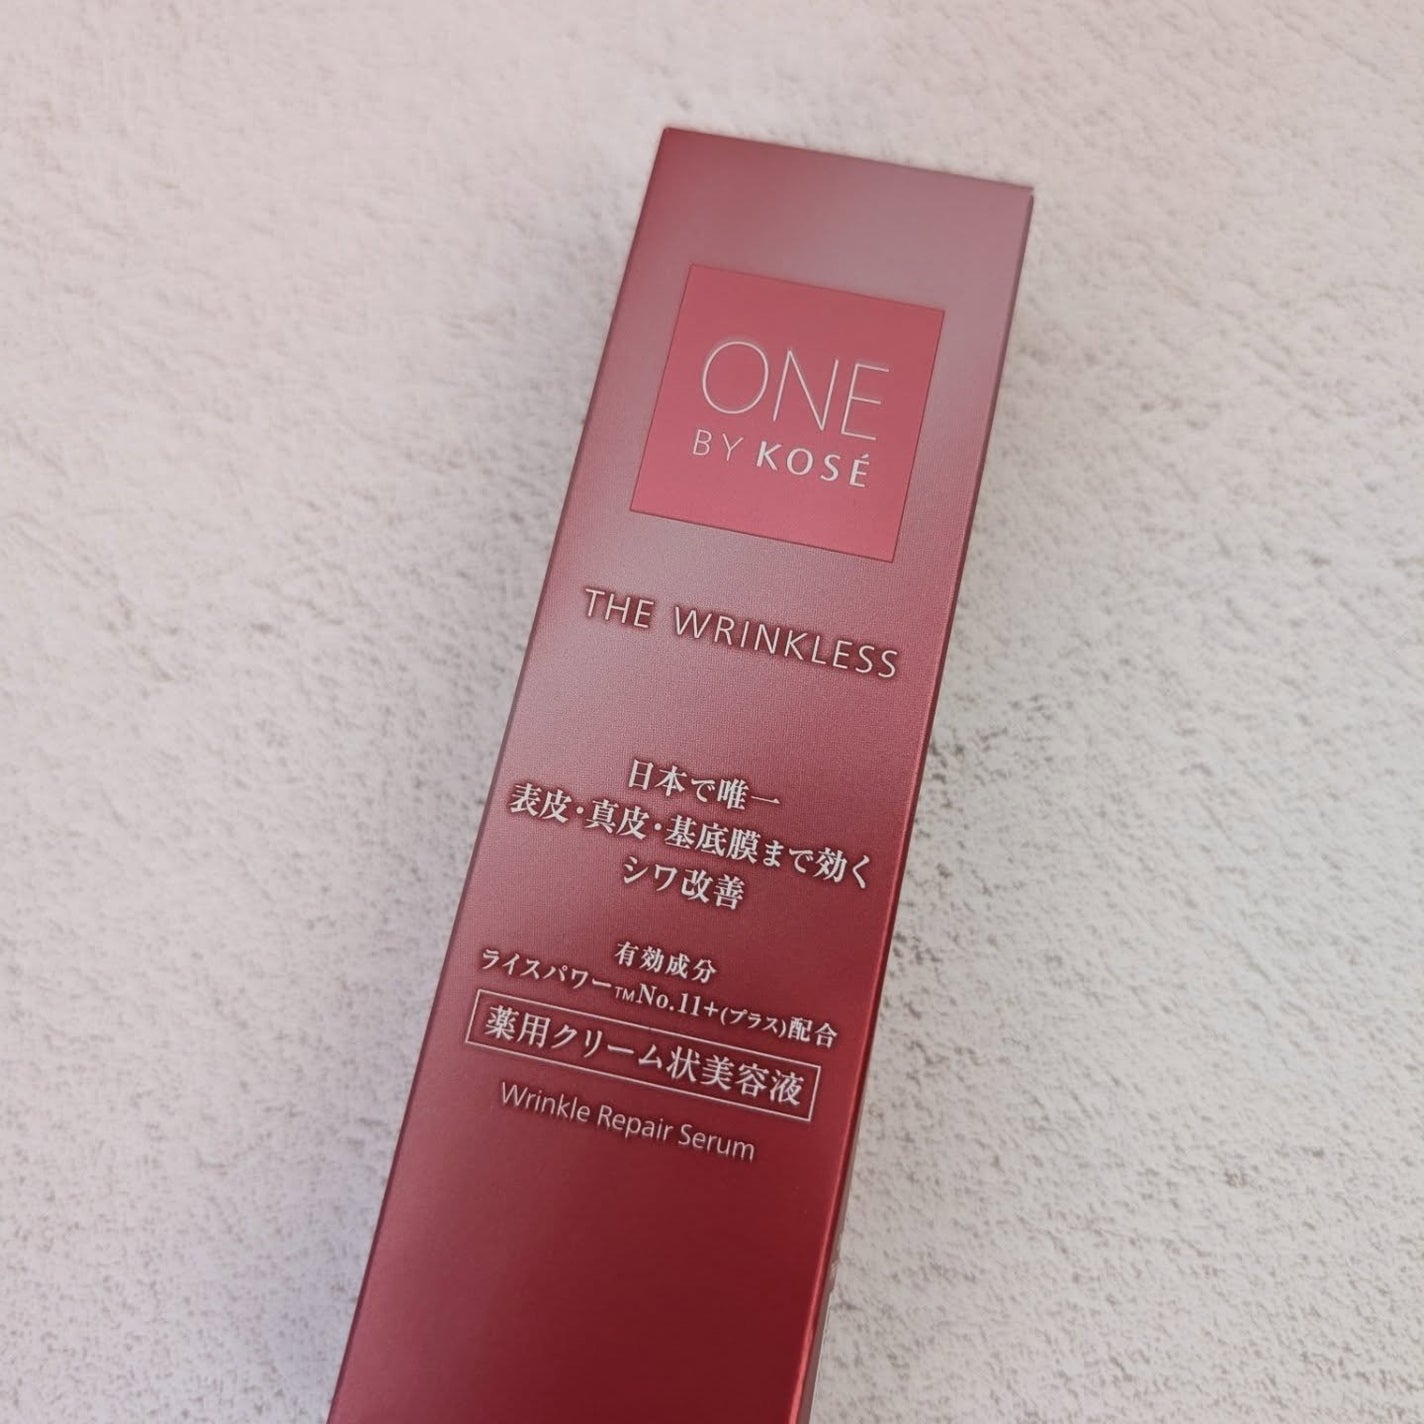 ONE
BY KOSÉ
THE WRINKLESS
日本で唯一
表皮・真皮・基底膜まで効く
シワ改善
有効成分
ライスパワー™No.11+(プラス)配合
薬用クリーム状美容液
Wrinkle Repair Serum